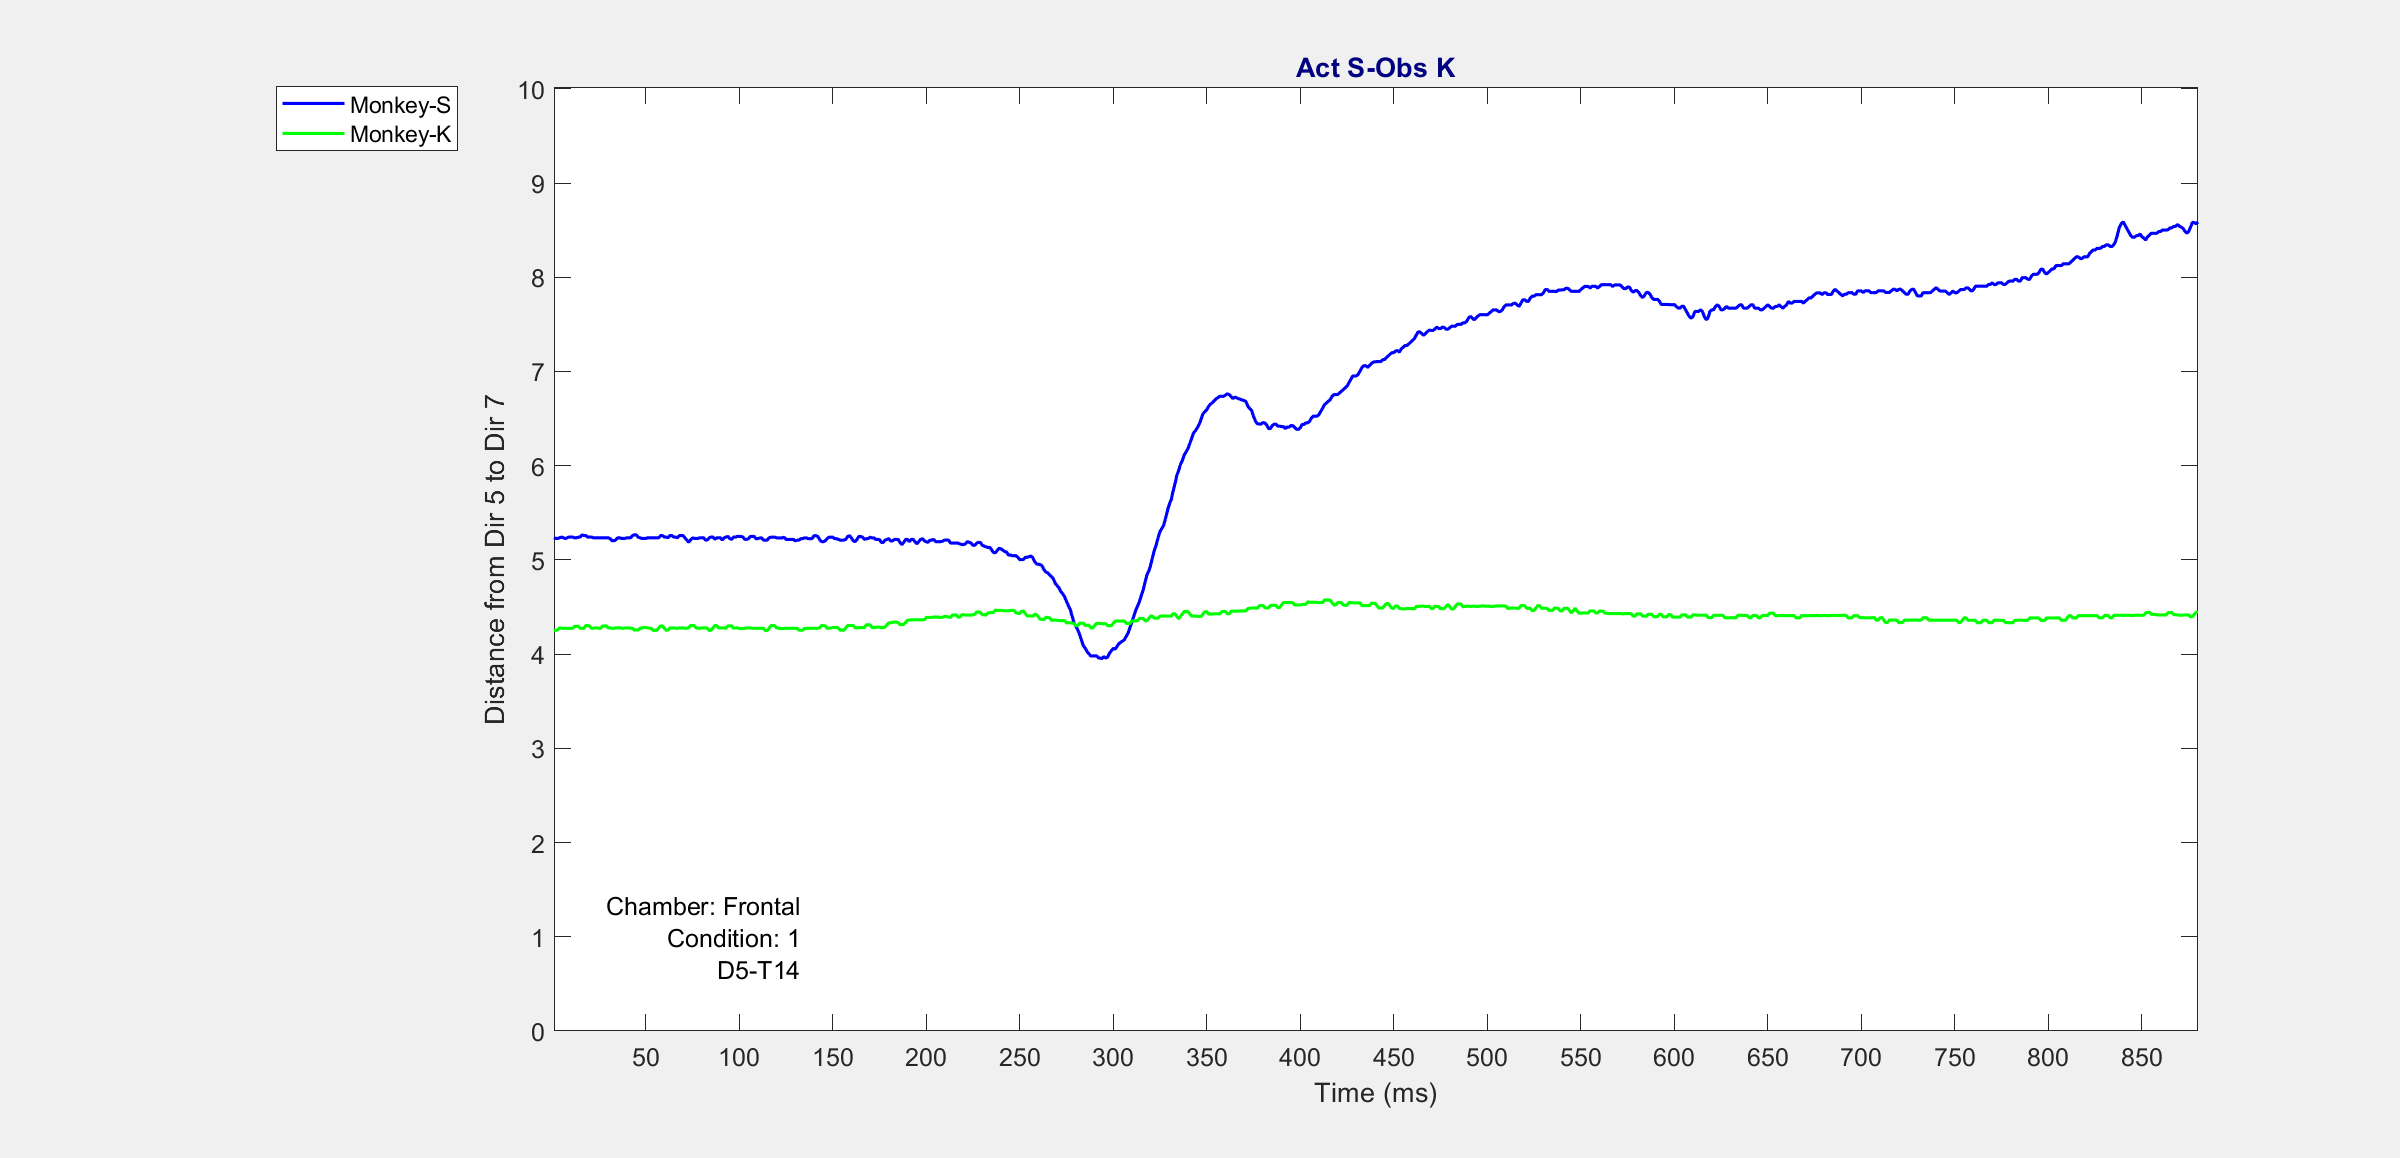 Act S-Obs K
Monkey-S
Monkey-K
10
9
8
7
6
5
4
3
2
1
0
Distance from Dir 5 to Dir 7
Chamber: Frontal
Condition: 1
D5-T14
50 100 150 200 250 300 350 400 450 500 550 600 650 700 750 800 850
Time (ms)